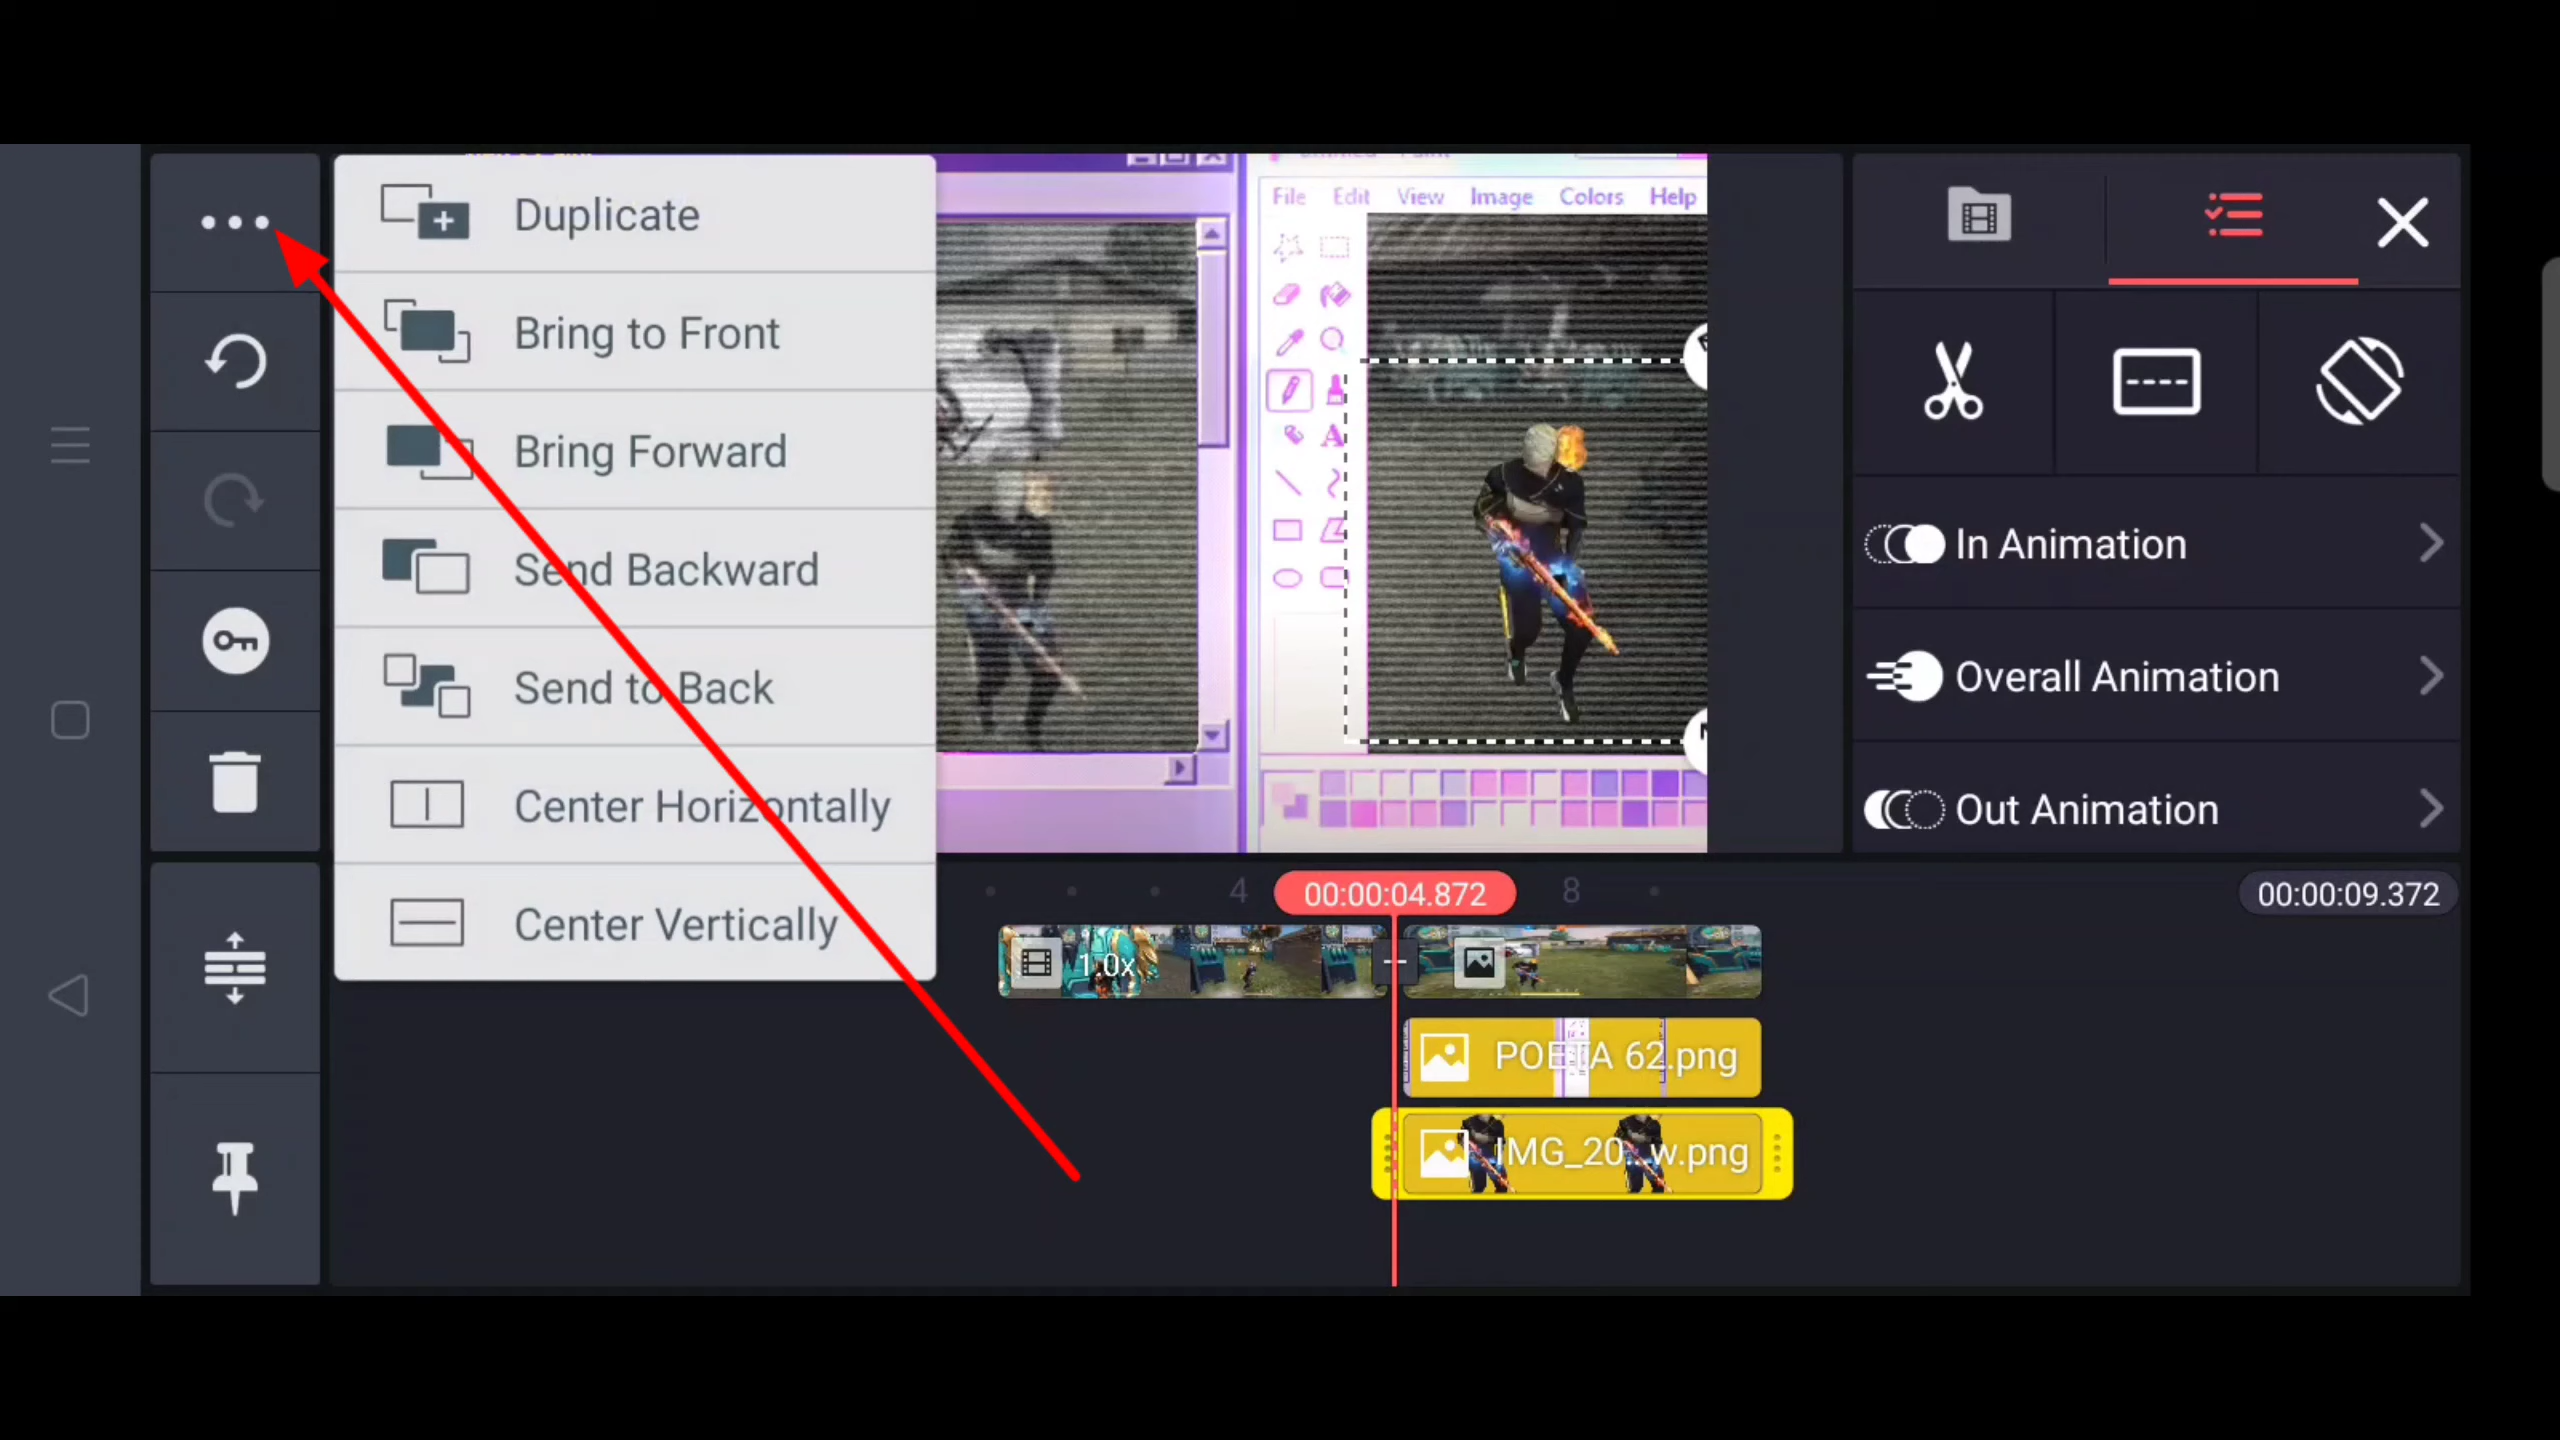 Duplicate
Bring to Front
Bring Forward
Send Backward
Send to Back
Center Horizontally
Center Vertically
File Edit View Image Colors Help
A
In Animation
Overall Animation
Out Animation
4
00:00:04.872
8
00:00:09.372
1.0x
POETA 62.png
IMG_20..w.png